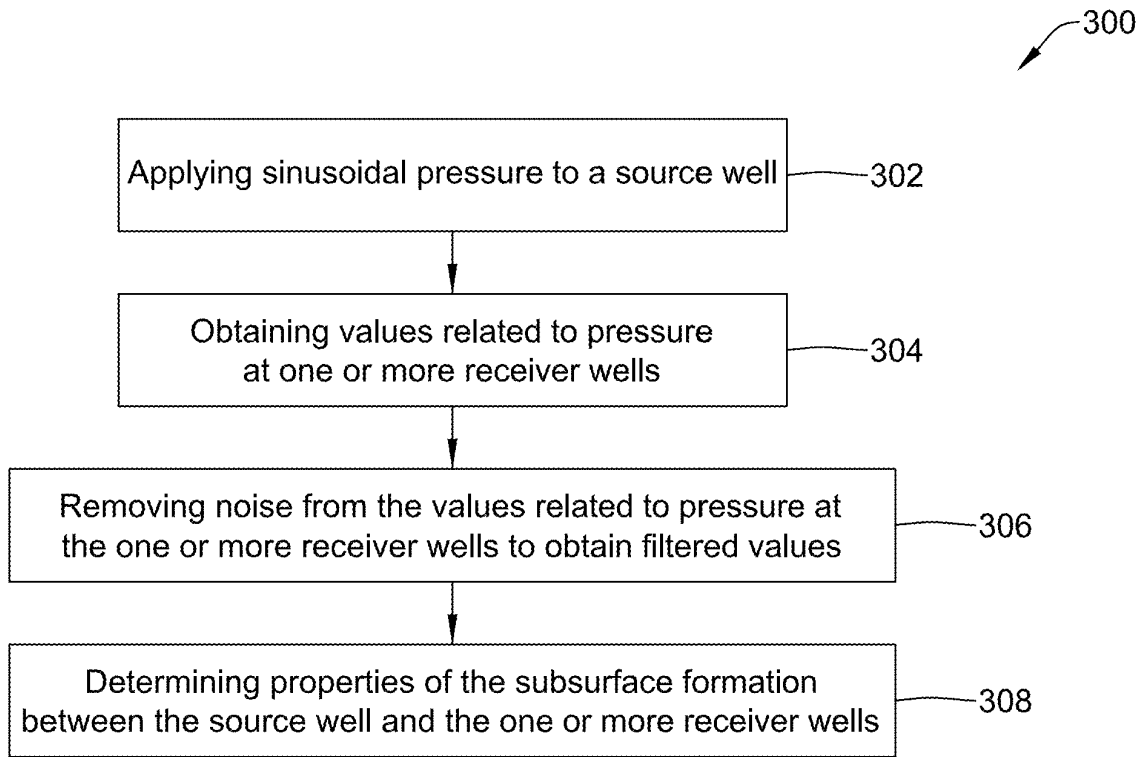 300
Applying sinusoidal pressure to a source well
302
Obtaining values related to pressure
at one or more receiver wells
304
Removing noise from the values related to pressure at
the one or more receiver wells to obtain filtered values
306
Determining properties of the subsurface formation
between the source well and the one or more receiver wells
308